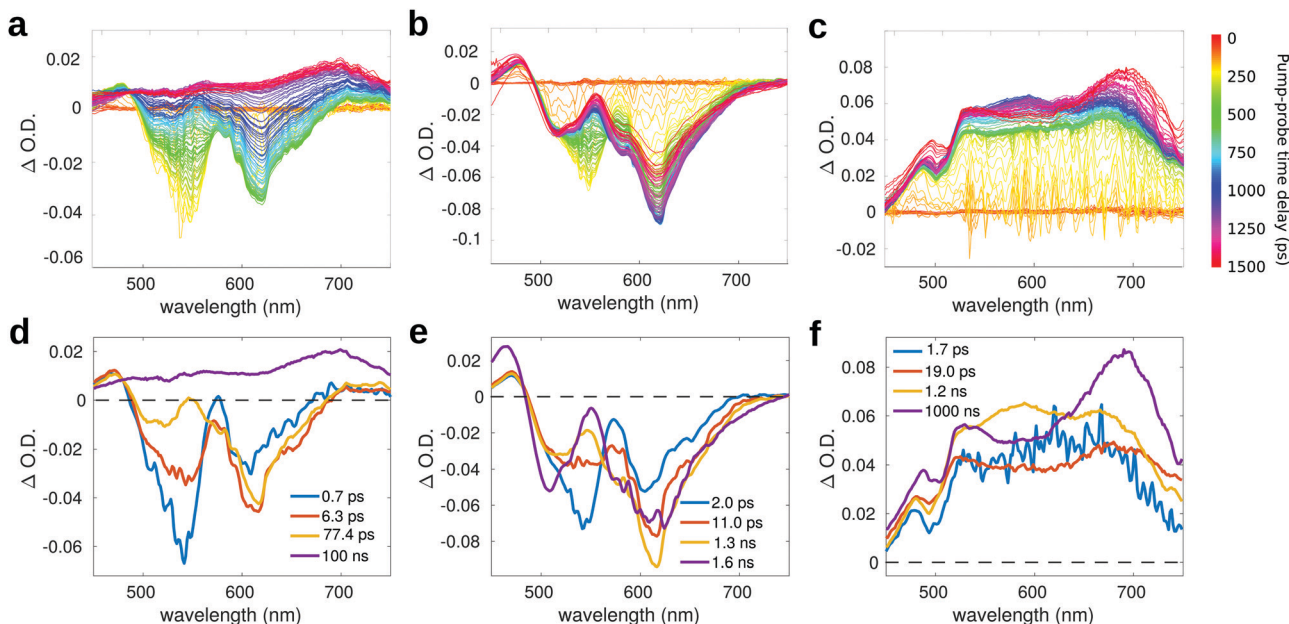 a
b
c
0.02
0
-0.02
-0.04
-0.06
Δ O.D.
500
600
700
wavelength (nm)
0.02
0
-0.02
-0.04
-0.06
-0.08
-0.1
Δ O.D.
500
600
700
wavelength (nm)
0.08
0.06
0.04
0.02
0
-0.02
Δ O.D.
500
600
700
wavelength (nm)
0
250
500
750
1000
1250
1500
Pump-probe time delay (ps)
d
e
f
0.02
0
-0.02
-0.04
-0.06
Δ O.D.
0.7 ps
6.3 ps
77.4 ps
100 ns
500
600
700
wavelength (nm)
0.02
0
-0.02
-0.04
-0.06
-0.08
Δ O.D.
2.0 ps
11.0 ps
1.3 ns
1.6 ns
500
600
700
wavelength (nm)
0.08
0.06
0.04
0.02
0
Δ O.D.
1.7 ps
19.0 ps
1.2 ns
1000 ns
500
600
700
wavelength (nm)